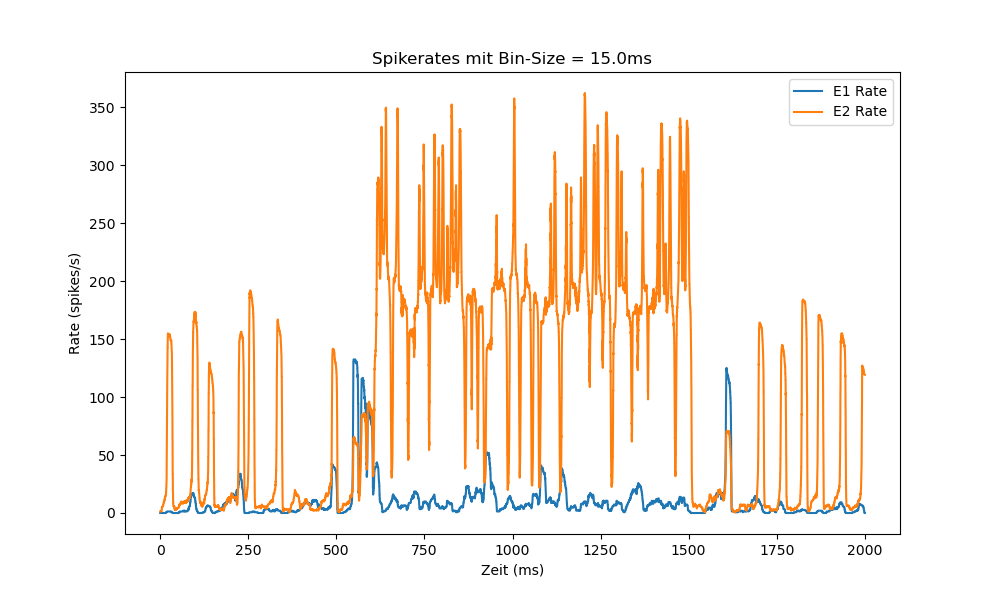 Spikerates mit Bin-Size = 15.0ms
E1 Rate
E2 Rate
Rate (spikes/s)
350
300
250
200
150
100
50
0
0 250 500 750 1000 1250 1500 1750 2000
Zeit (ms)